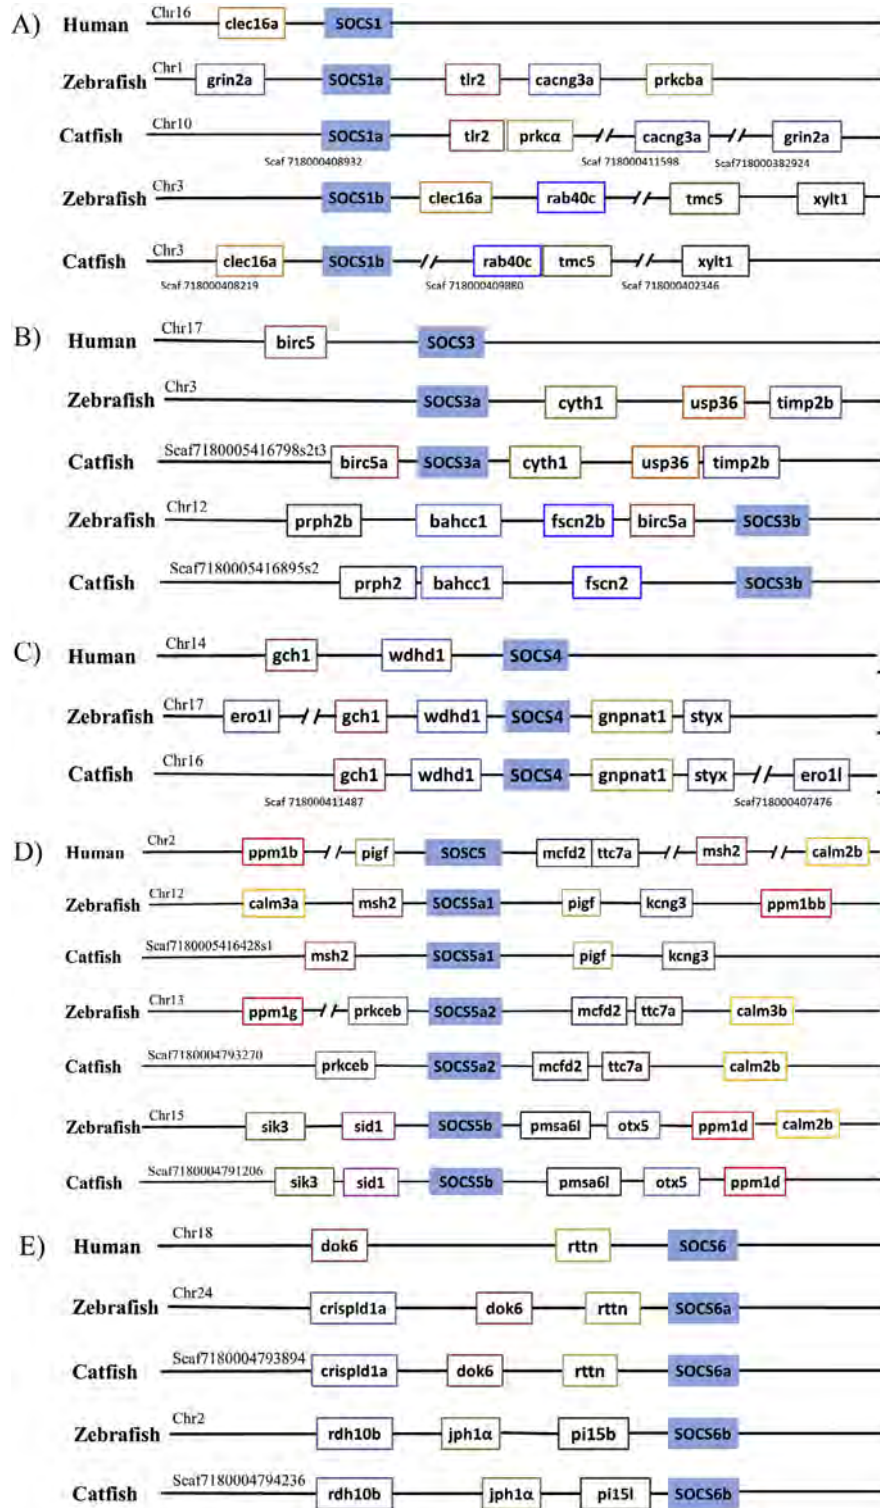 A) Human Chr16 clec16a SOCS1
Zebrafish Chr1 grin2a SOCS1a tlr2 cacng3a prkcba
Catfish Chr10 SOCS1a tlr2 prkcα cacng3a grin2a
Scaf 718000408932 Scaf 718000411598 Scaf718000382924
Zebrafish Chr3 SOCS1b clec16a rab40c tmc5 xylt1
Catfish Chr3 clec16a SOCS1b rab40c tmc5 xylt1
Scaf 718000408219 Scaf 718000409880 Scaf 718000402346
B) Human Chr17 birc5 SOCS3
Zebrafish Chr3 SOCS3a cyth1 usp36 timp2b
Catfish Scaf7180005416798s2t3 birc5a SOCS3a cyth1 usp36 timp2b
Zebrafish Chr12 prph2b bahcc1 fscn2b birc5a SOCS3b
Catfish Scaf7180005416895s2 prph2 bahcc1 fscn2 SOCS3b
C) Human Chr14 gch1 wdhd1 SOCS4
Zebrafish Chr17 ero1l gch1 wdhd1 SOCS4 gnpnat1 styx
Catfish Chr16 gch1 wdhd1 SOCS4 gnpnat1 styx ero1l
Scaf 718000411487 Scaf718000407476
D) Human Chr2 ppm1b pigf SOSC5 mcfd2 ttc7a msh2 calm2b
Zebrafish Chr12 calm3a msh2 SOCS5a1 pigf kcng3 ppm1bb
Catfish Scaf7180005416428s1 msh2 SOCS5a1 pigf kcng3
Zebrafish Chr13 ppm1g prkceb SOCS5a2 mcfd2 ttc7a calm3b
Catfish Scaf7180004793270 prkceb SOCS5a2 mcfd2 ttc7a calm2b
Zebrafish Chr15 sik3 sid1 SOCS5b pmsa6l otx5 ppm1d calm2b
Catfish Scaf7180004791206 sik3 sid1 SOCS5b pmsa6l otx5 ppm1d
E) Human Chr18 dok6 rttn SOCS6
Zebrafish Chr24 crispld1a dok6 rttn SOCS6a
Catfish Scaf7180004793894 crispld1a dok6 rttn SOCS6a
Zebrafish Chr2 rdh10b jph1α pi15b SOCS6b
Catfish Scaf7180004794236 rdh10b jph1α pi15l SOCS6b